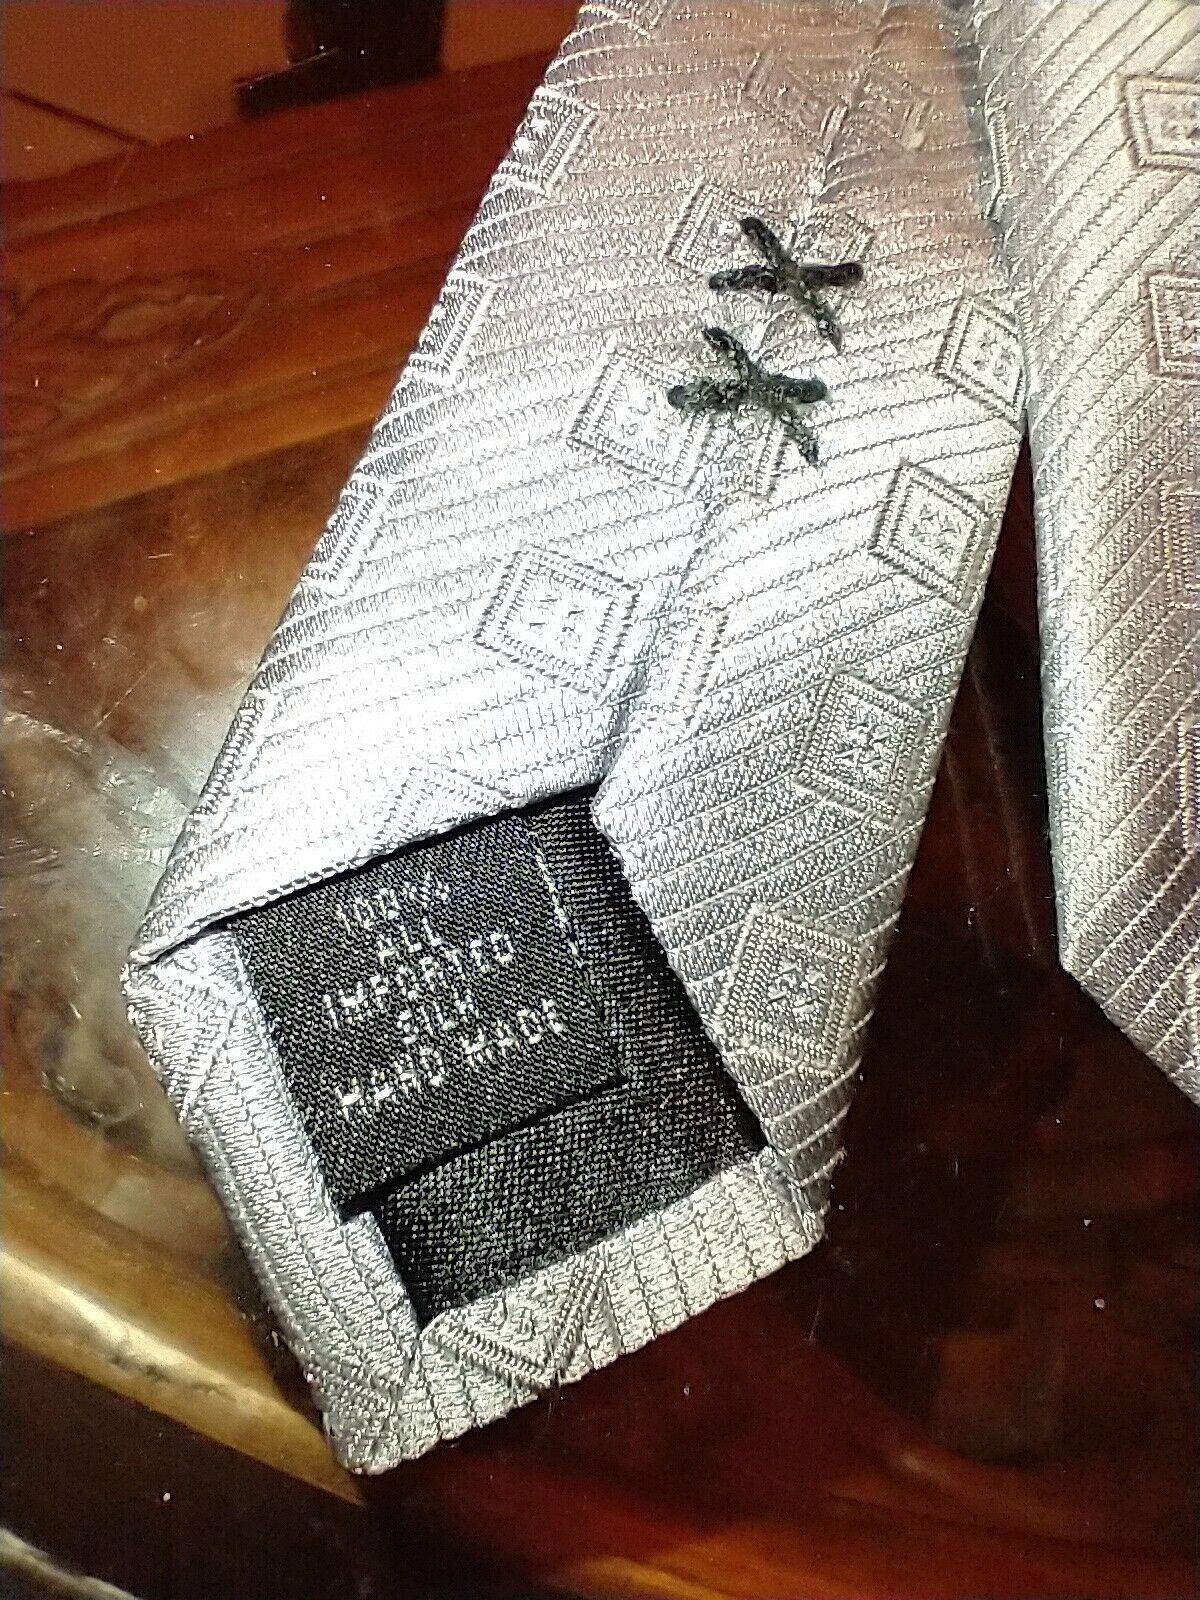 100%
ALL
IMPORTED
SILK
HAND MADE